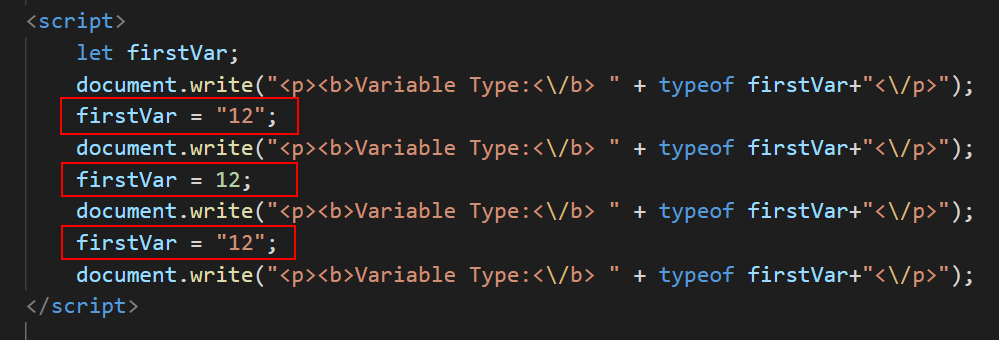 <script>
let firstVar;
document.write("<p><b>Variable Type:<\/b> " + typeof firstVar+"<\/p>");
firstVar = "12";
document.write("<p><b>Variable Type:<\/b> " + typeof firstVar+"<\/p>");
firstVar = 12;
document.write("<p><b>Variable Type:<\/b> " + typeof firstVar+"<\/p>");
firstVar = "12";
document.write("<p><b>Variable Type:<\/b> " + typeof firstVar+"<\/p>");
</script>